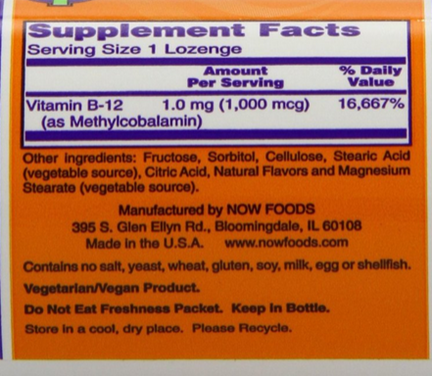 Supplement Facts
Serving Size 1 Lozenge
Amount Per Serving
% Daily Value
Vitamin B-12 1.0 mg (1,000 mcg) 16,667%
(as Methylcobalamin)
Other ingredients: Fructose, Sorbitol, Cellulose, Stearic Acid
(vegetable source), Citric Acid, Natural Flavors and Magnesium
Stearate (vegetable source).
Manufactured by NOW FOODS
395 S. Glen Ellyn Rd., Bloomingdale, IL 60108
Made in the U.S.A. www.nowfoods.com
Contains no salt, yeast, wheat, gluten, soy, milk, egg or shellfish.
Vegetarian/Vegan Product.
Do Not Eat Freshness Packet. Keep In Bottle.
Store in a cool, dry place. Please Recycle.